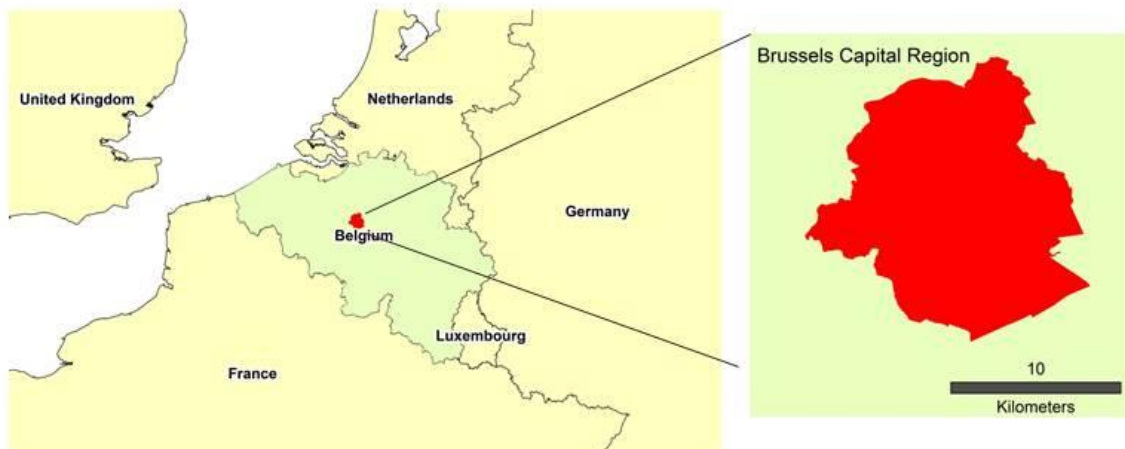 United Kingdom
Netherlands
Germany
Belgium
Luxembourg
France
Brussels Capital Region
10
Kilometers